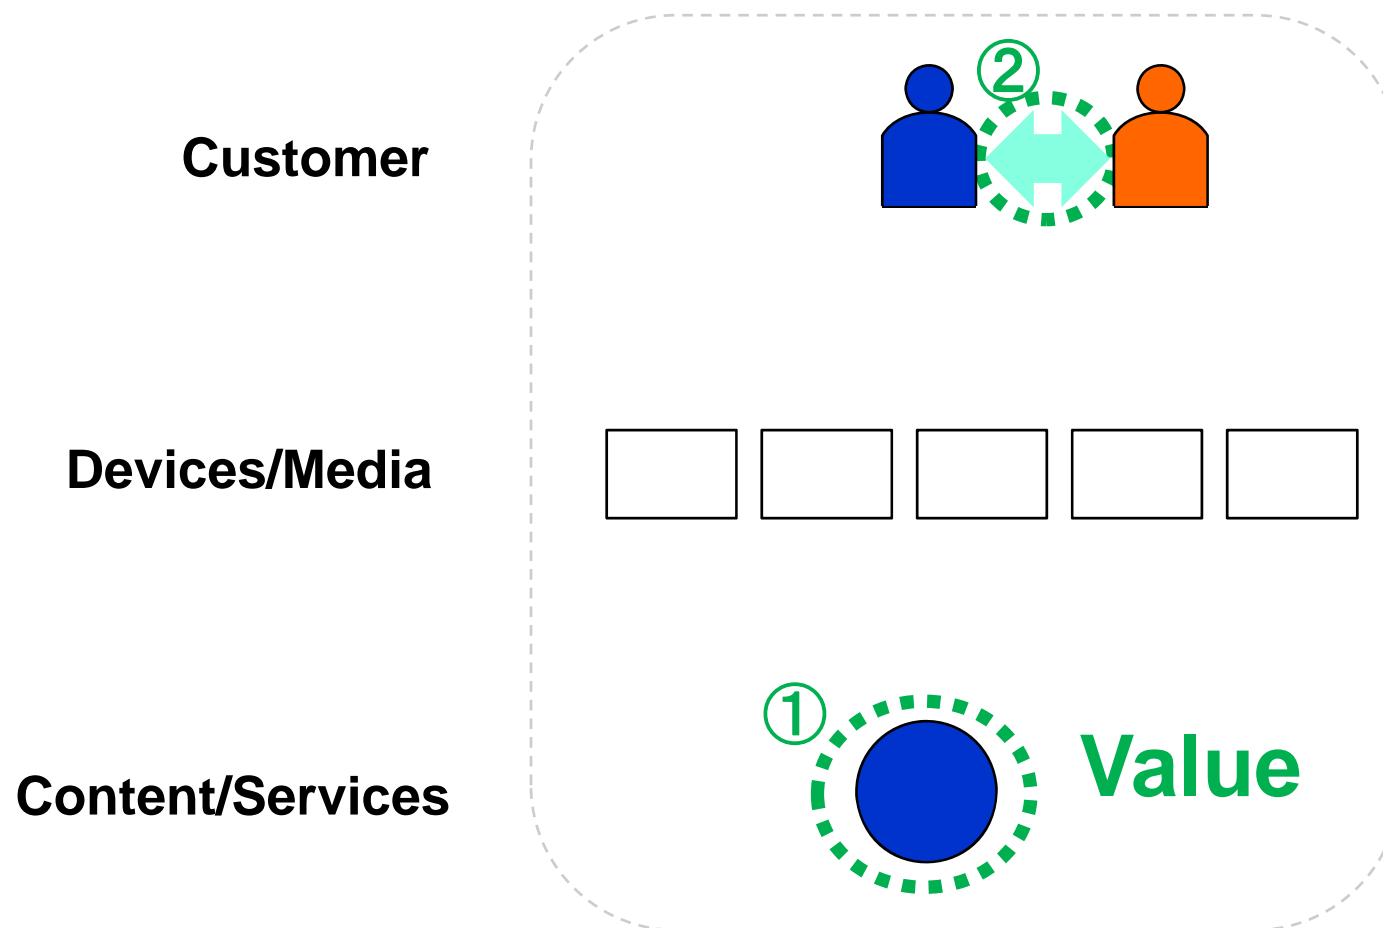 ②
Customer
Devices/Media
①
Value
Content/Services